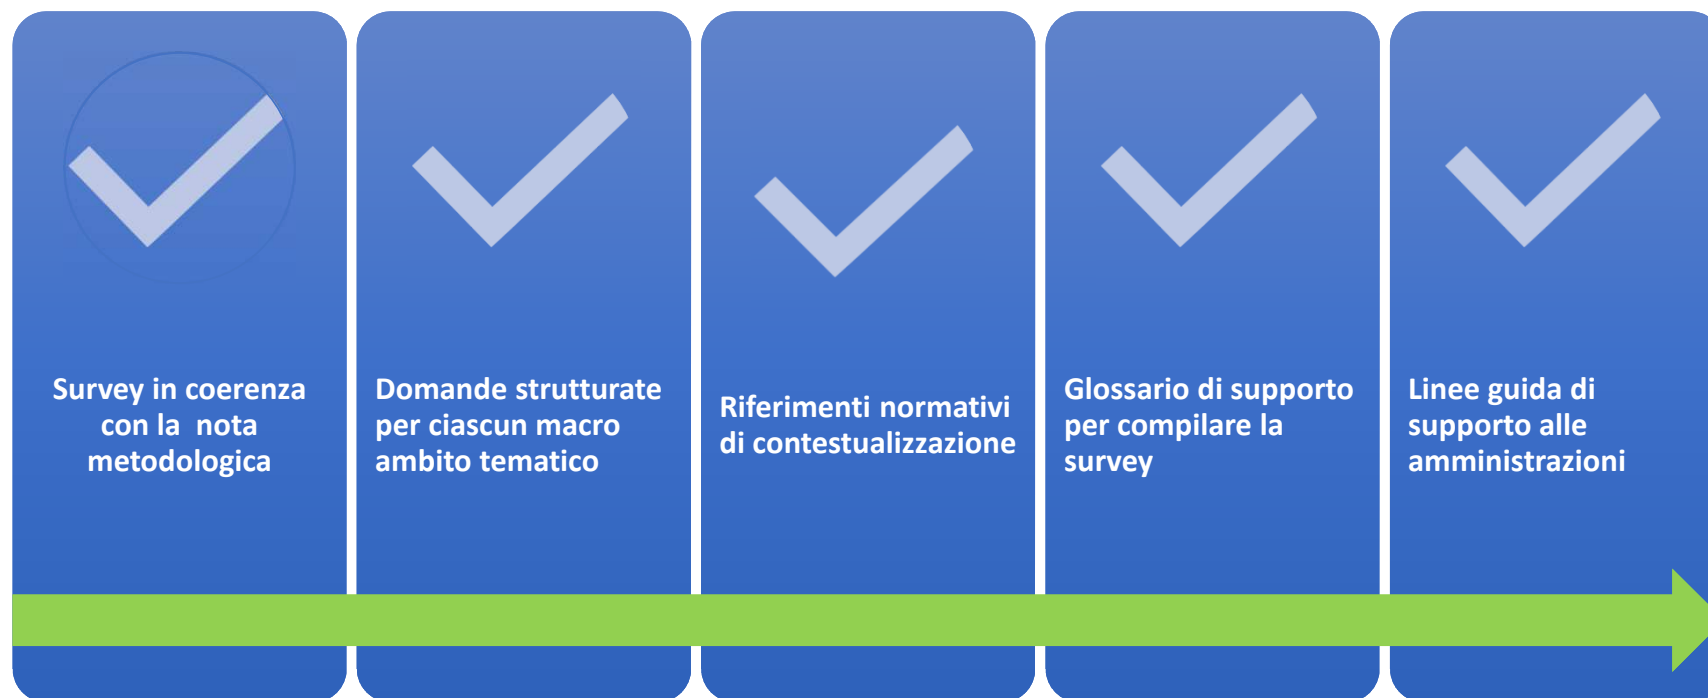 Survey in coerenza
con la  nota
metodologica
Domande strutturate
per ciascun macro
ambito tematico
Riferimenti normativi
di contestualizzazione
Glossario di supporto
per compilare la
survey
Linee guida di
supporto alle
amministrazioni